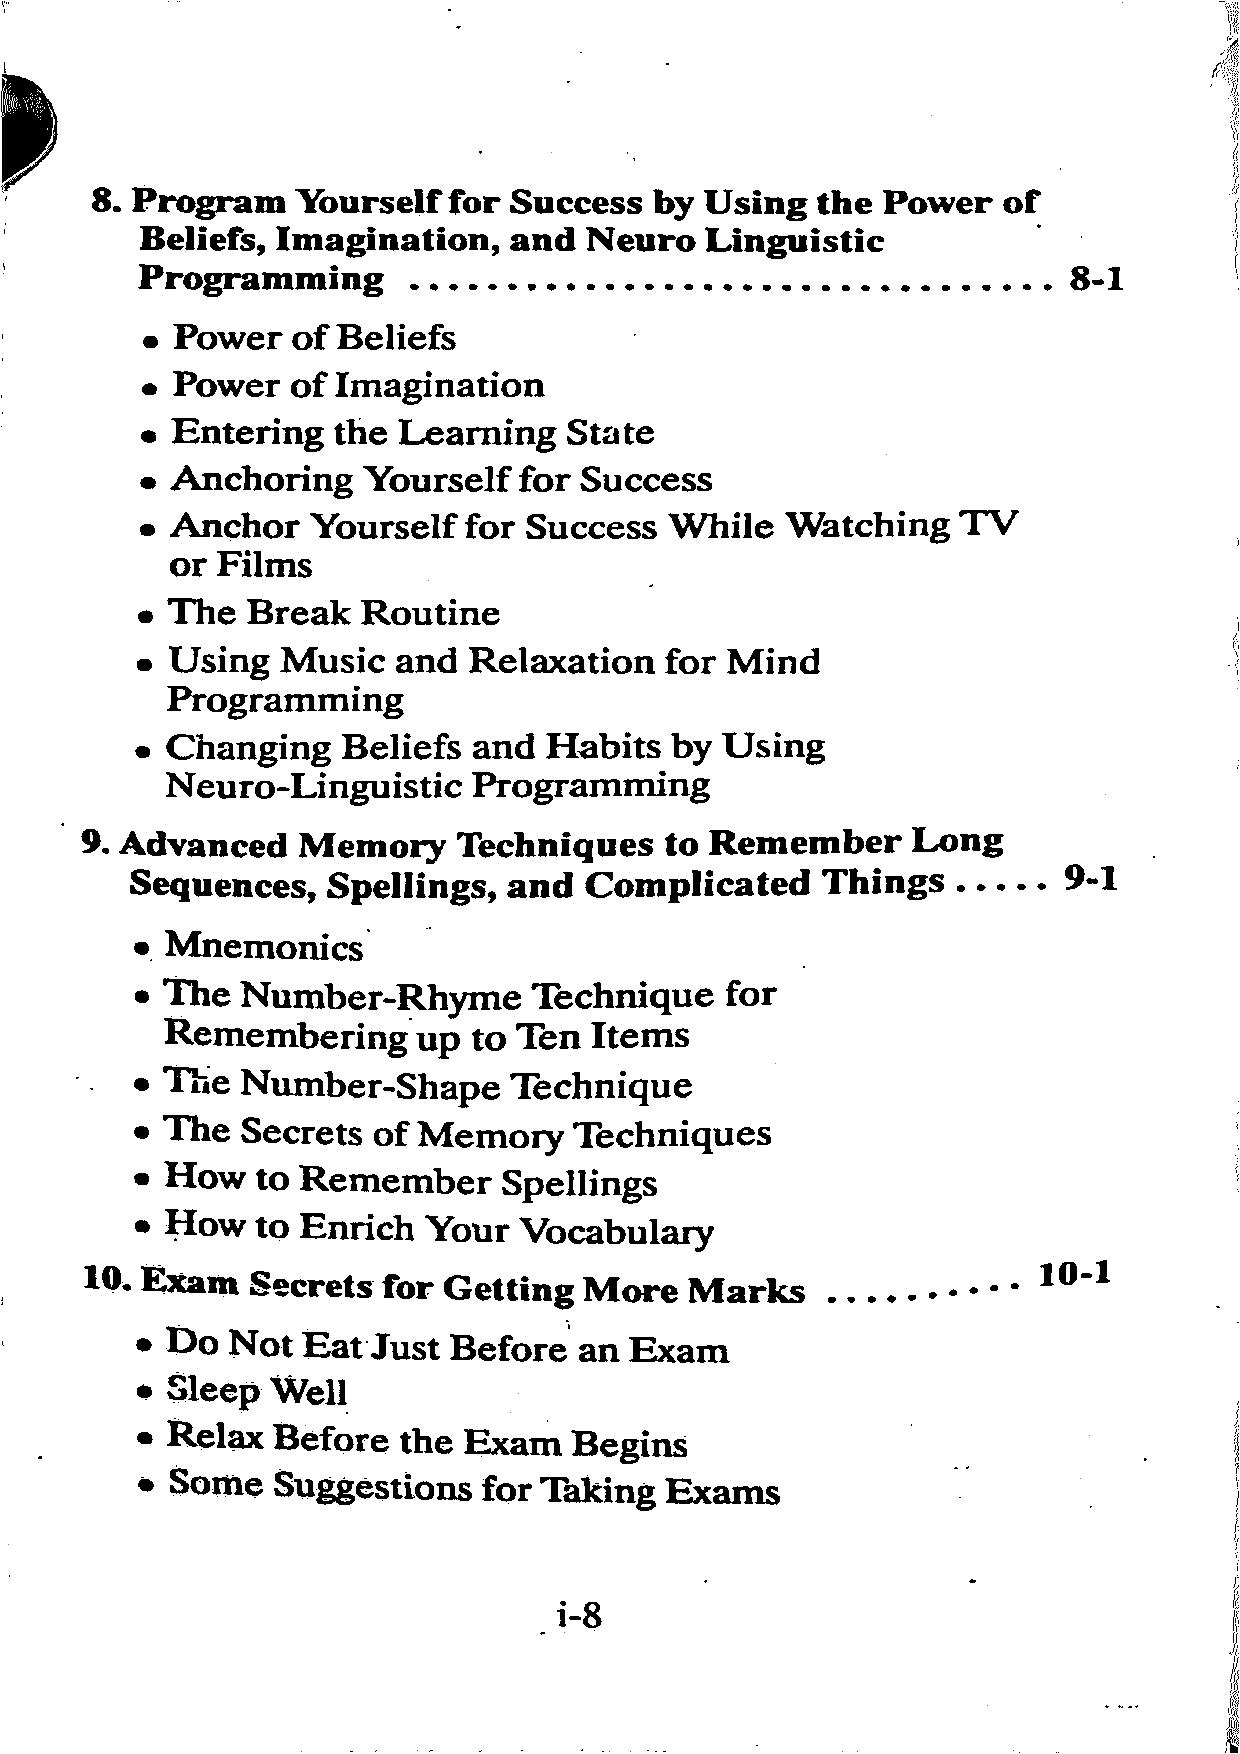 8. Program Yourself for Success by Using the Power of
Beliefs, Imagination, and Neuro Linguistic
Programming ................................. 8-1
• Power of Beliefs
• Power of Imagination
• Entering the Learning State
• Anchoring Yourself for Success
• Anchor Yourself for Success While Watching TV
or Films
• The Break Routine
• Using Music and Relaxation for Mind
Programming
• Changing Beliefs and Habits by Using
Neuro-Linguistic Programming
9. Advanced Memory Techniques to Remember Long
Sequences, Spellings, and Complicated Things ..... 9-1
• Mnemonics
• The Number-Rhyme Technique for
Remembering up to Ten Items
• The Number-Shape Technique
• The Secrets of Memory Techniques
• How to Remember Spellings
• How to Enrich Your Vocabulary
10. Exam Secrets for Getting More Marks .......... 10-1
• Do Not Eat Just Before an Exam
• Sleep Well
• Relax Before the Exam Begins
• Some Suggestions for Taking Exams
i-8